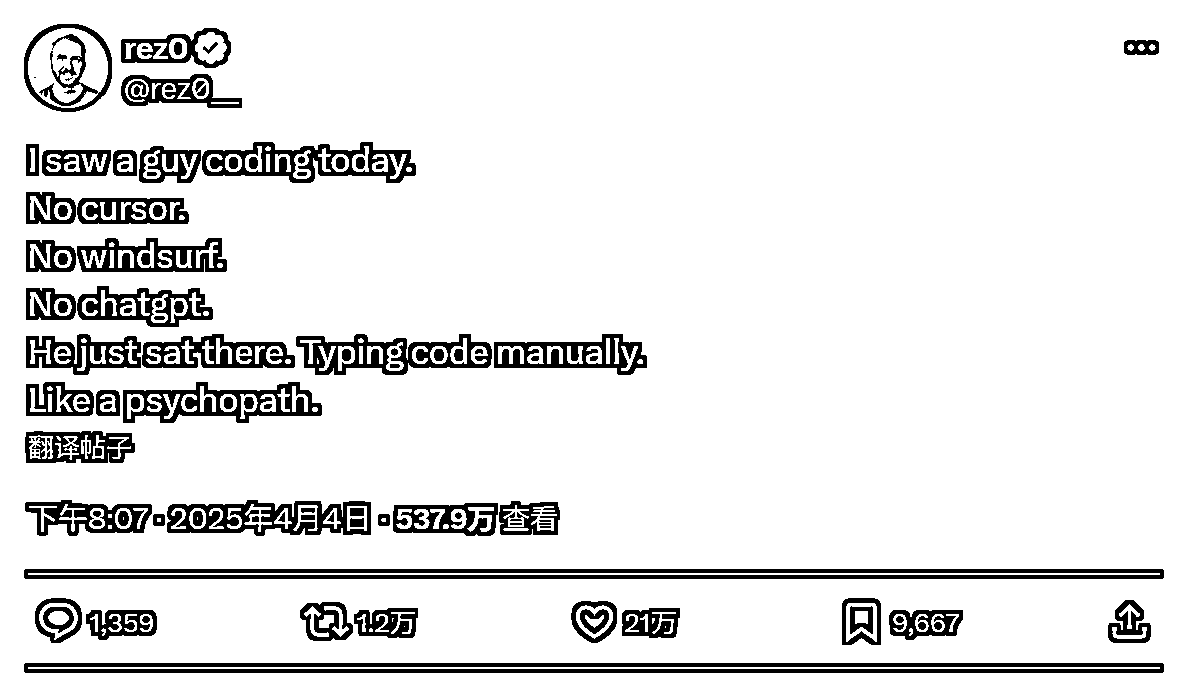 rez0
@rez0__
I saw a guy coding today.
No cursor.
No windsurf.
No chatgpt.
He just sat there. Typing code manually.
Like a psychopath.
翻译帖子
下午8:07 · 2025年4月4日 · 537.9万 查看
1,359 1.2万 21万 9,667